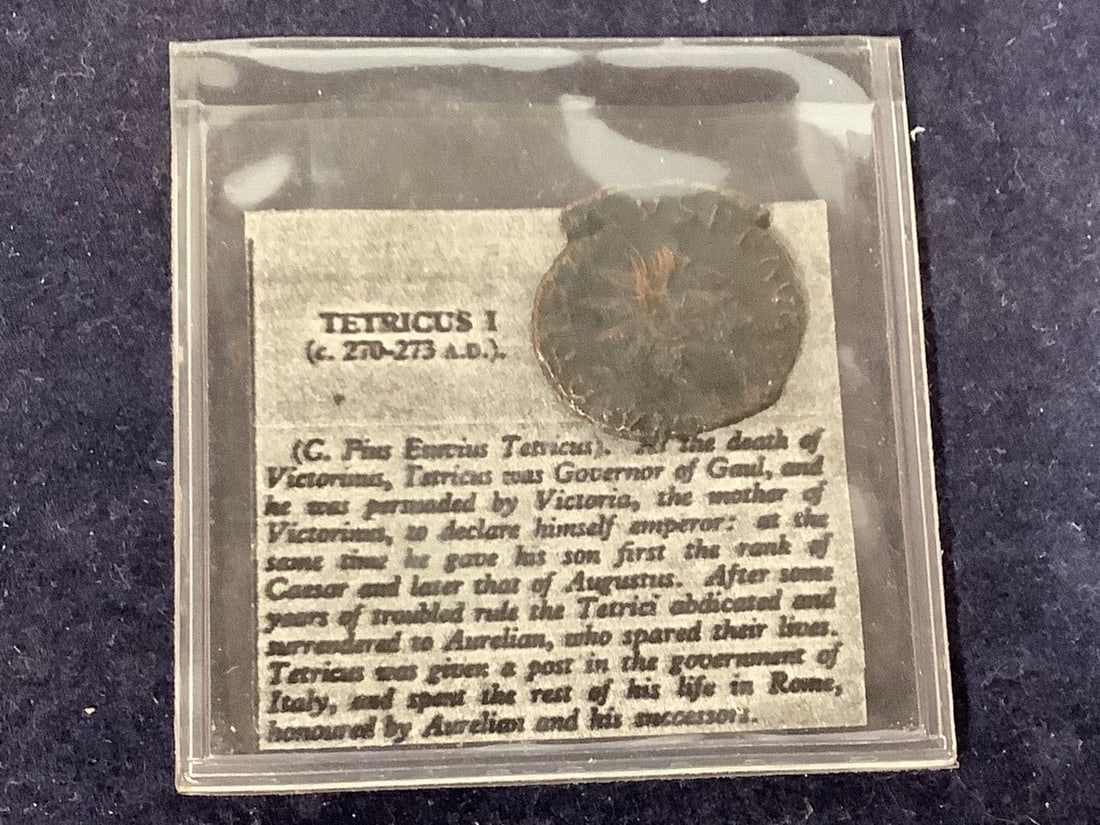 TETRICUS I
(c. 270-273 A.D.).
(C. Pius Esuvius Tetricus). At the death of
Victorinus, Tetricus was Governor of Gaul, and
he was persuaded by Victoria, the mother of
Victorinus, to declare himself emperor: at the
same time he gave his son first the rank of
Caesar and later that of Augustus. After some
years of troubled rule the Tetrici abdicated and
surrendered to Aurelian, who spared their lives.
Tetricus was given a post in the government of
Italy, and spent the rest of his life in Rome,
honoured by Aurelian and his successors.